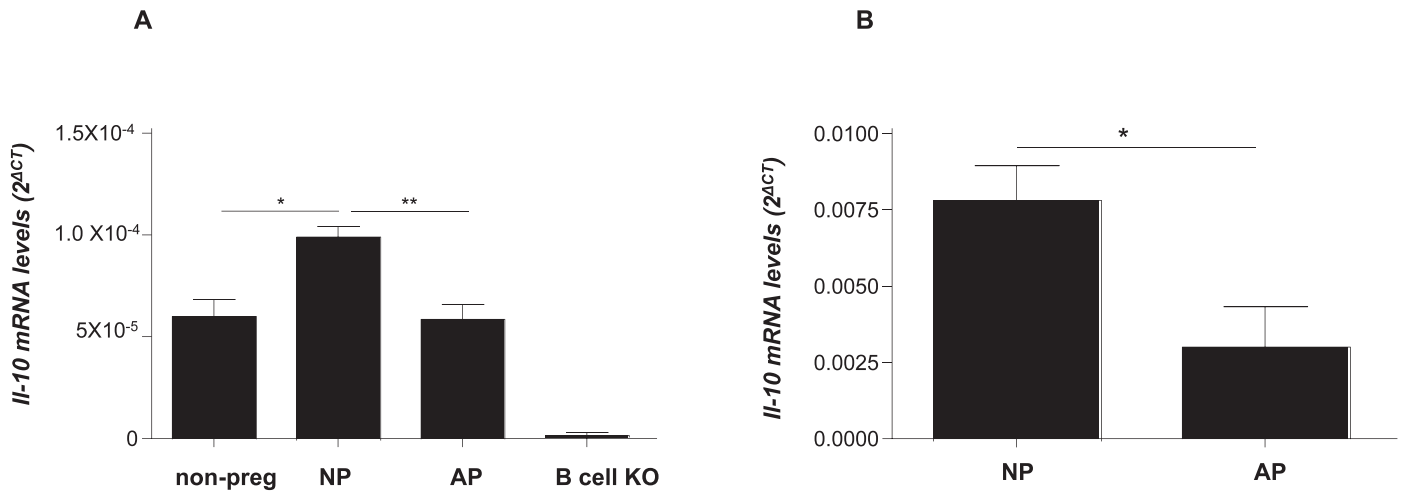 A
Il-10 mRNA levels (2ΔCT)
1.5X10-4
1.0 X10-4
5X10-5
0
*
**
non-preg NP AP B cell KO
B
Il-10 mRNA levels (2ΔCT)
0.0100
0.0075
0.0050
0.0025
0.0000
*
NP AP